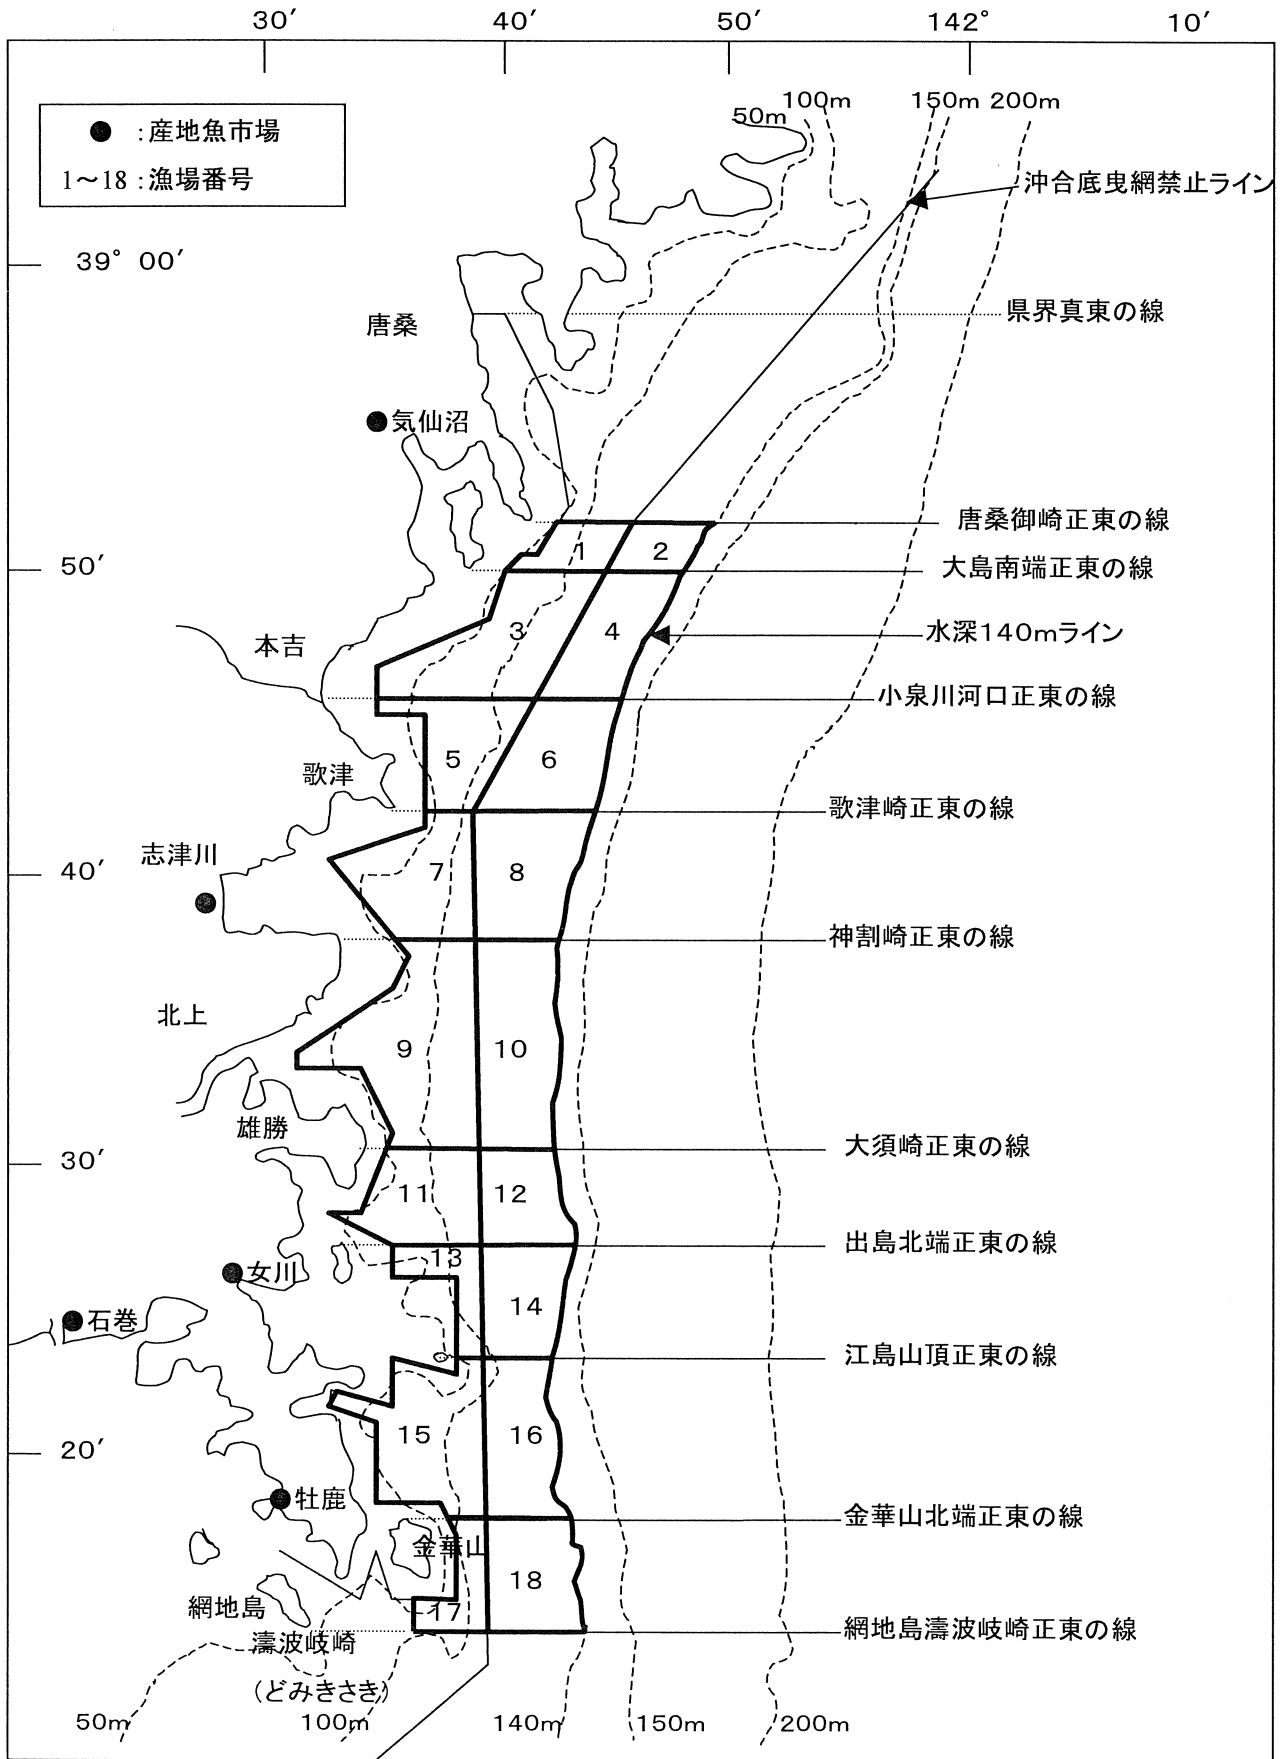 30′ 40′ 50′ 142° 10′
50m 100m 150m 200m
● :産地魚市場
1～18 :漁場番号
沖合底曳網禁止ライン
39° 00′
県界真東の線
唐桑
気仙沼
唐桑御崎正東の線
1 2
50′
大島南端正東の線
3 4
水深140mライン
本吉
小泉川河口正東の線
5 6
歌津
歌津崎正東の線
志津川
40′
7 8
神割崎正東の線
北上
9 10
雄勝
大須崎正東の線
30′
11 12
出島北端正東の線
13
女川
14
石巻
江島山頂正東の線
15 16
20′
牡鹿
金華山北端正東の線
金華山
18
網地島
17
濤波岐崎
網地島濤波岐崎正東の線
(どみきさき)
50m 100m 140m 150m 200m